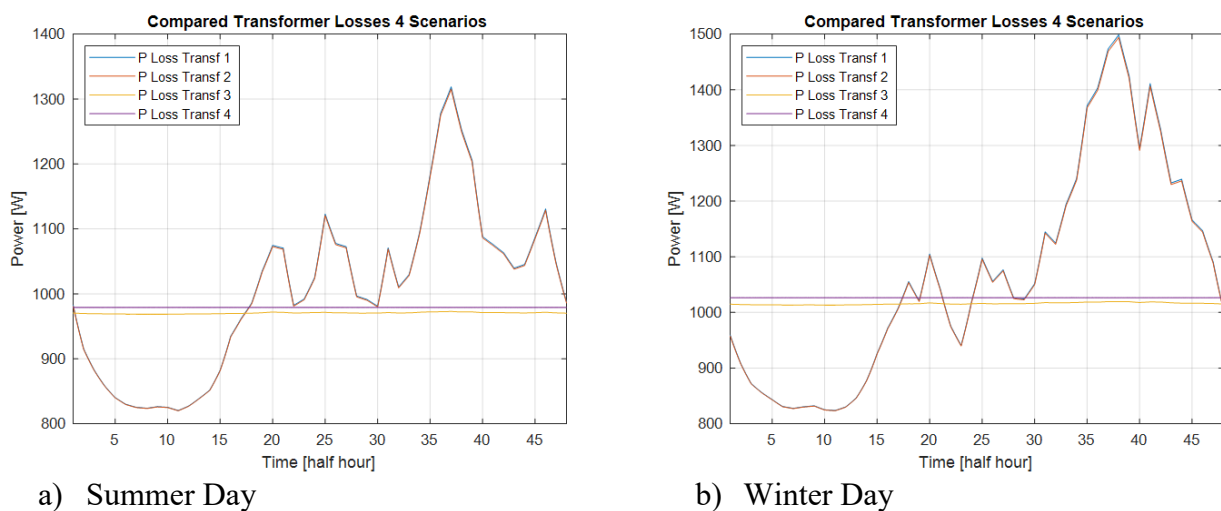 Compared Transformer Losses 4 Scenarios
1400
1300
1200
1100
1000
900
800
Power [W]
P Loss Transf 1
P Loss Transf 2
P Loss Transf 3
P Loss Transf 4
5 10 15 20 25 30 35 40 45
Time [half hour]
a) Summer Day
Compared Transformer Losses 4 Scenarios
1500
1400
1300
1200
1100
1000
900
800
Power [W]
P Loss Transf 1
P Loss Transf 2
P Loss Transf 3
P Loss Transf 4
5 10 15 20 25 30 35 40 45
Time [half hour]
b) Winter Day